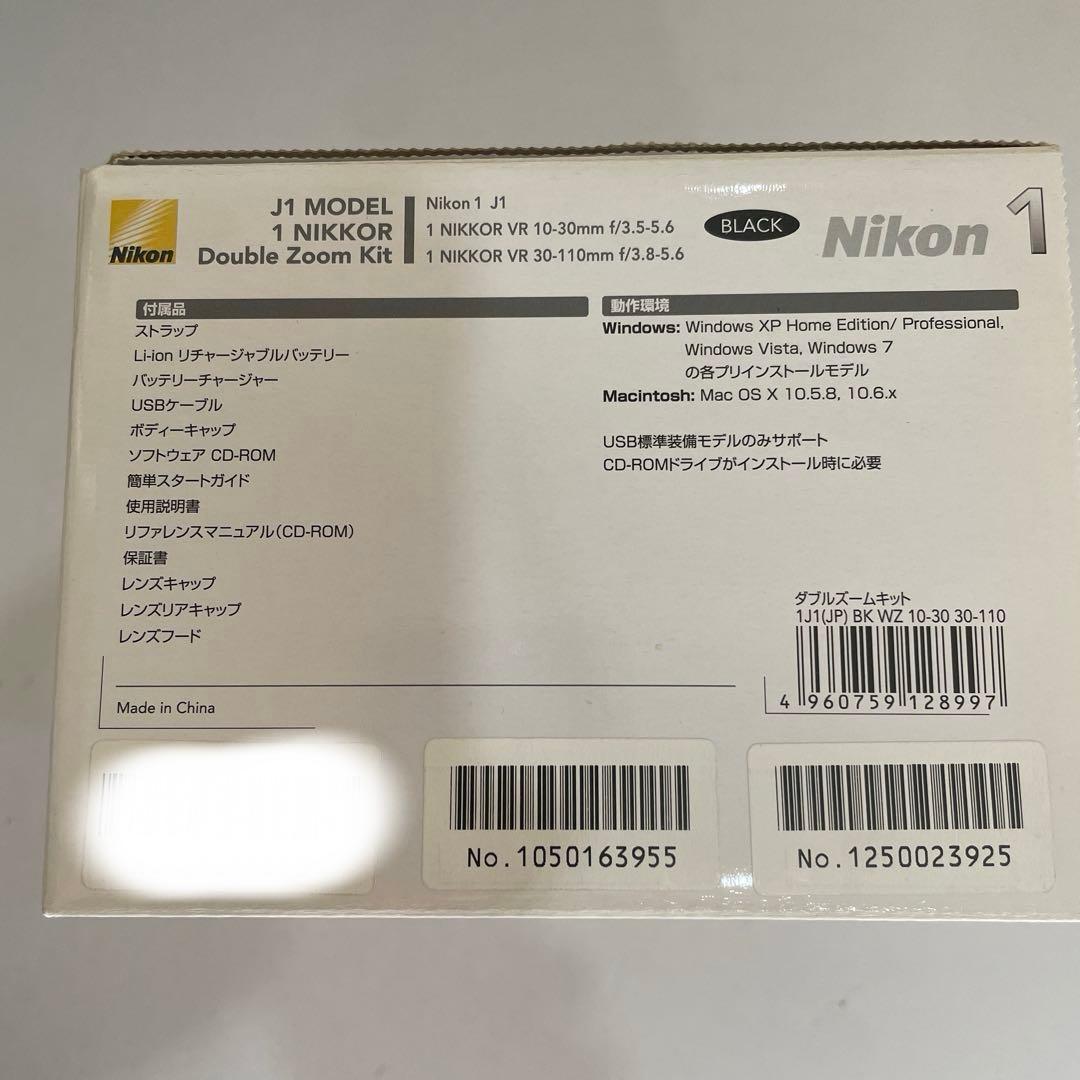 Nikon
J1 MODEL
1 NIKKOR
Double Zoom Kit
Nikon 1 J1
1 NIKKOR VR 10-30mm f/3.5-5.6
1 NIKKOR VR 30-110mm f/3.8-5.6
BLACK
Nikon 1
付属品
ストラップ
Li-ion リチャージャブルバッテリー
バッテリーチャージャー
USBケーブル
ボディーキャップ
ソフトウェア CD-ROM
簡単スタートガイド
使用説明書
リファレンスマニュアル(CD-ROM)
保証書
レンズキャップ
レンズリアキャップ
レンズフード
動作環境
Windows: Windows XP Home Edition/ Professional,
Windows Vista, Windows 7
の各プリインストールモデル
Macintosh: Mac OS X 10.5.8, 10.6.x
USB標準装備モデルのみサポート
CD-ROMドライブがインストール時に必要
ダブルズームキット
1J1(JP) BK WZ 10-30 30-110
4 960759 128997
Made in China
No.1050163955
No.1250023925